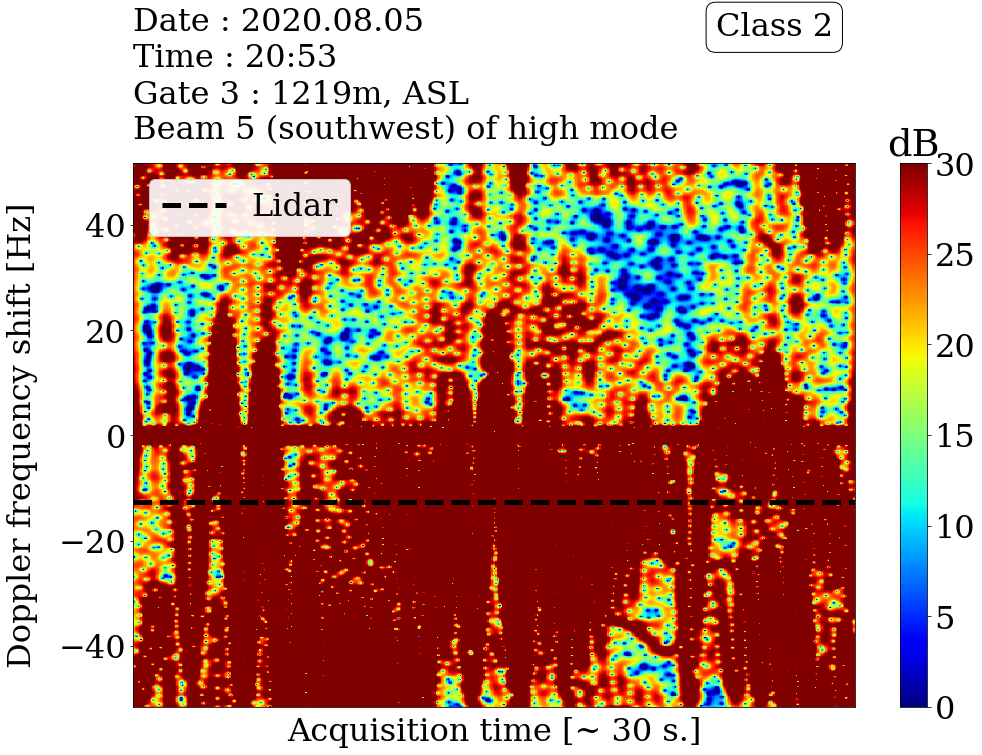 Date : 2020.08.05
Time : 20:53
Gate 3 : 1219m, ASL
Beam 5 (southwest) of high mode
Class 2
dB
Lidar
Doppler frequency shift [Hz]
40
20
0
−20
−40
30
25
20
15
10
5
0
Acquisition time [~ 30 s.]